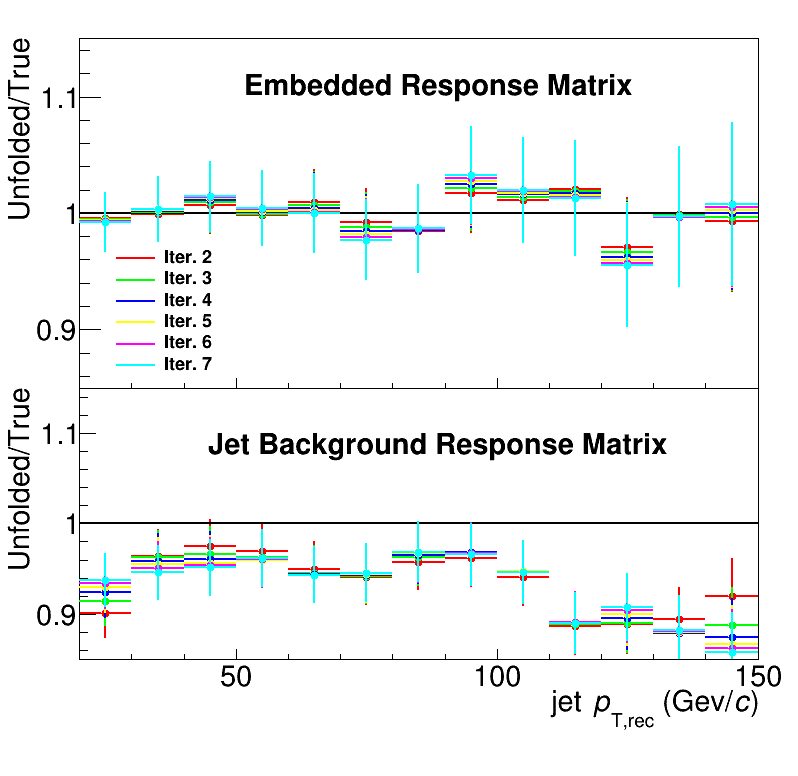 Unfolded/True
1.1
1
0.9
Embedded Response Matrix
Iter. 2
Iter. 3
Iter. 4
Iter. 5
Iter. 6
Iter. 7
Unfolded/True
1.1
1
0.9
Jet Background Response Matrix
50 100 150
jet p T,rec (Gev/c)